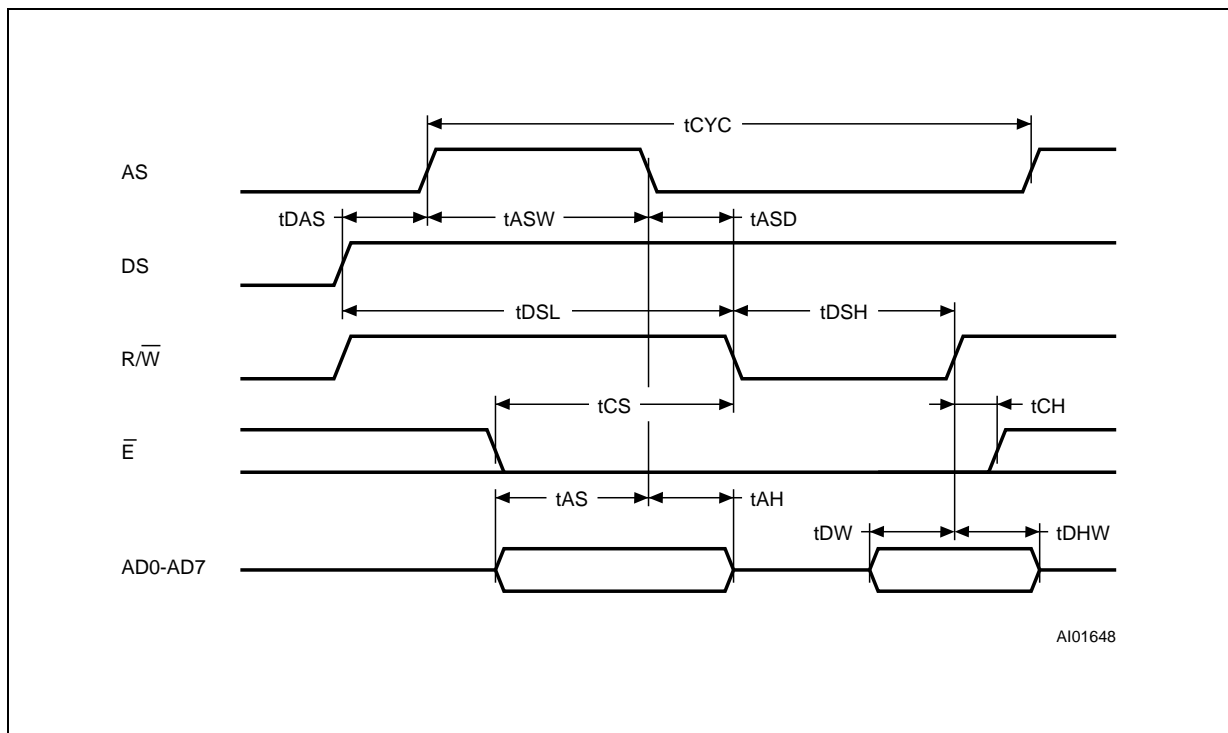 tCYC
AS
tDAS tASW tASD
DS
tDSL tDSH
R/W̅
tCS tCH
E̅
tAS tAH
tDW tDHW
AD0-AD7
AI01648